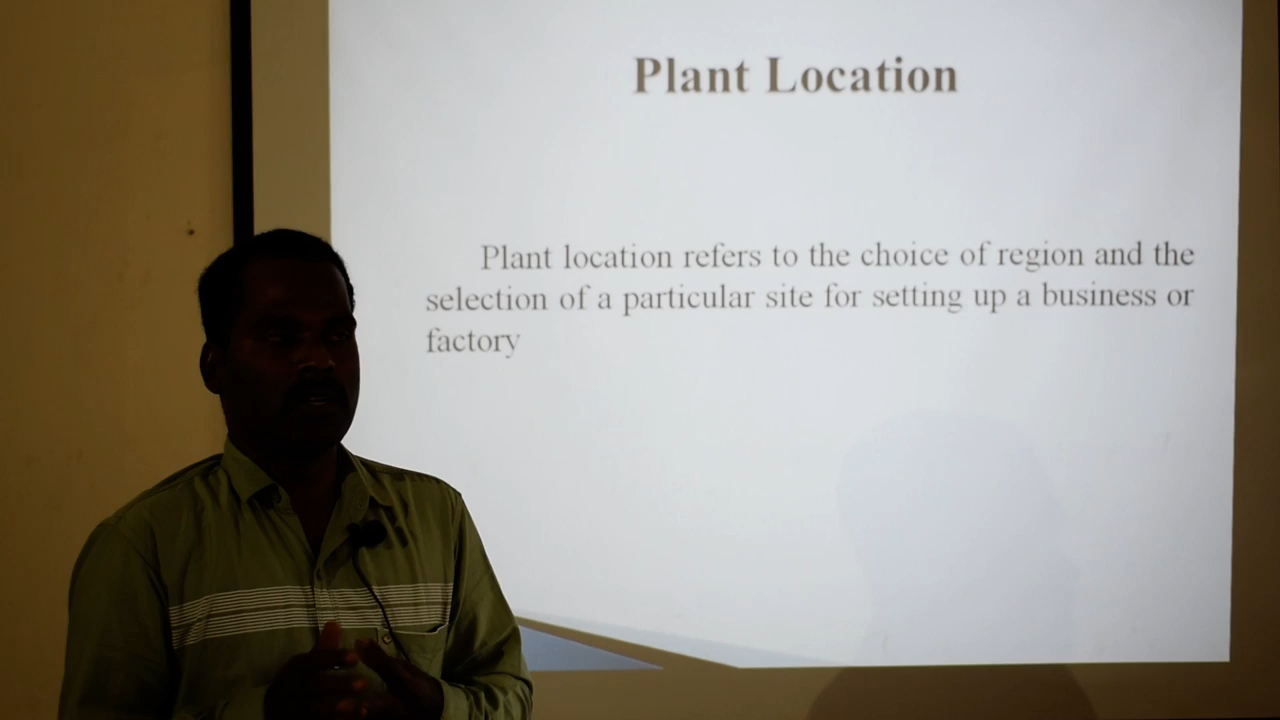 Plant Location
Plant location refers to the choice of region and the
selection of a particular site for setting up a business or
factory